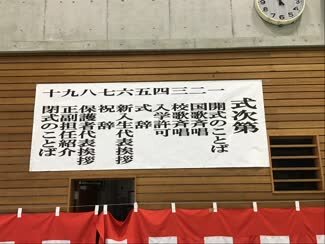 式次第
一 開式のことば
二 国歌斉唱
三 校歌斉唱
四 入学許可
五 式辞
六 新入生代表挨拶
七 祝辞
八 保護者代表挨拶
九 正副担任紹介
十 閉式のことば